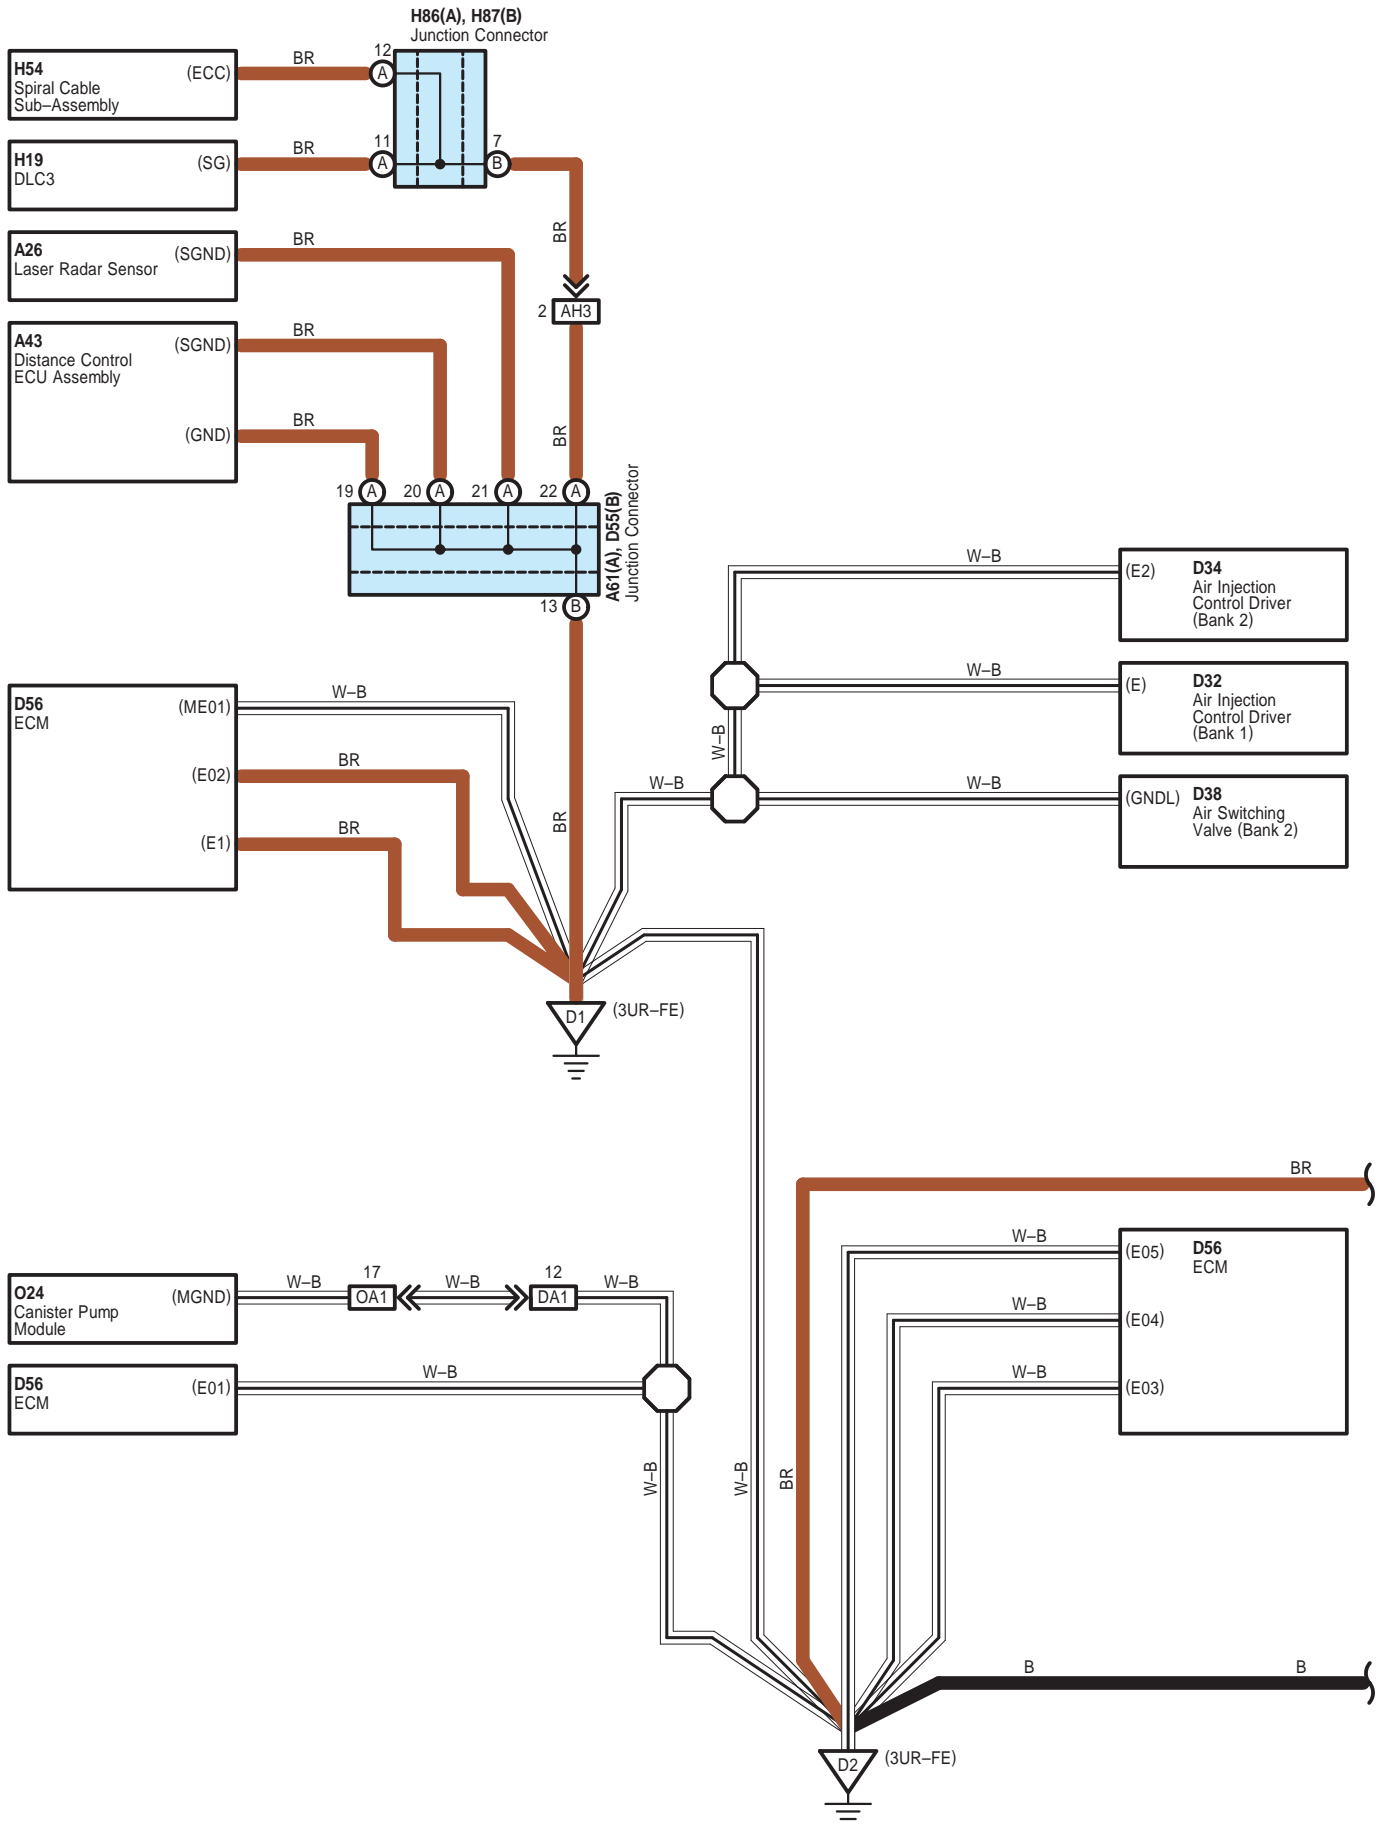 H86(A), H87(B)
Junction Connector
H54
Spiral Cable
Sub–Assembly
(ECC)
BR
12
A
H19
DLC3
(SG)
BR
11
A
7
B
BR
A26
Laser Radar Sensor
(SGND)
BR
2
AH3
A43
Distance Control
ECU Assembly
(SGND)
BR
(GND)
BR
BR
19
A
20
A
21
A
22
A
A61(A), D55(B)
Junction Connector
13
B
W–B
(E2)
D34
Air Injection
Control Driver
(Bank 2)
W–B
(E)
D32
Air Injection
Control Driver
(Bank 1)
W–B
D56
ECM
(ME01)
W–B
(E02)
BR
(E1)
BR
BR
W–B
W–B
(GNDL)
D38
Air Switching
Valve (Bank 2)
D1
(3UR–FE)
BR
O24
Canister Pump
Module
(MGND)
W–B
17
OA1
W–B
12
DA1
W–B
W–B
(E05)
D56
ECM
W–B
(E04)
W–B
(E03)
D56
ECM
(E01)
W–B
W–B
W–B
BR
B
B
D2
(3UR–FE)